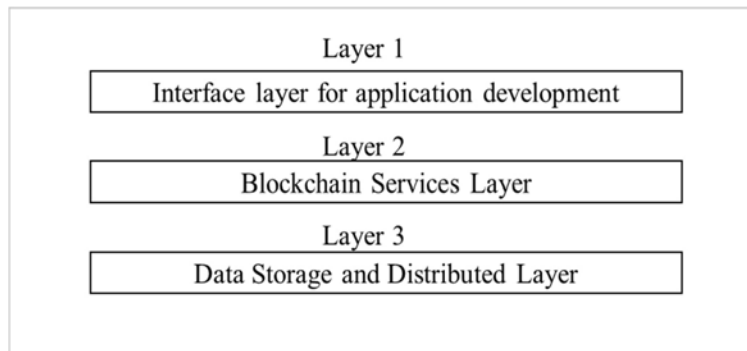 Layer 1
Interface layer for application development
Layer 2
Blockchain Services Layer
Layer 3
Data Storage and Distributed Layer